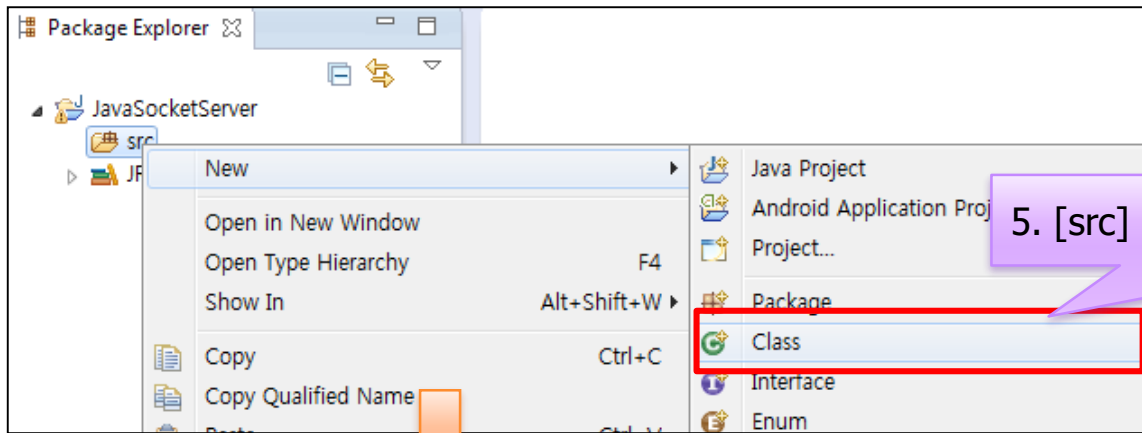 Package Explorer
JavaSocketServer
src
New
Open in New Window
Open Type Hierarchy F4
Show In Alt+Shift+W
Copy Ctrl+C
Copy Qualified Name
Java Project
Android Application Proj
Project...
Package
Class
Interface
Enum
5. [src]